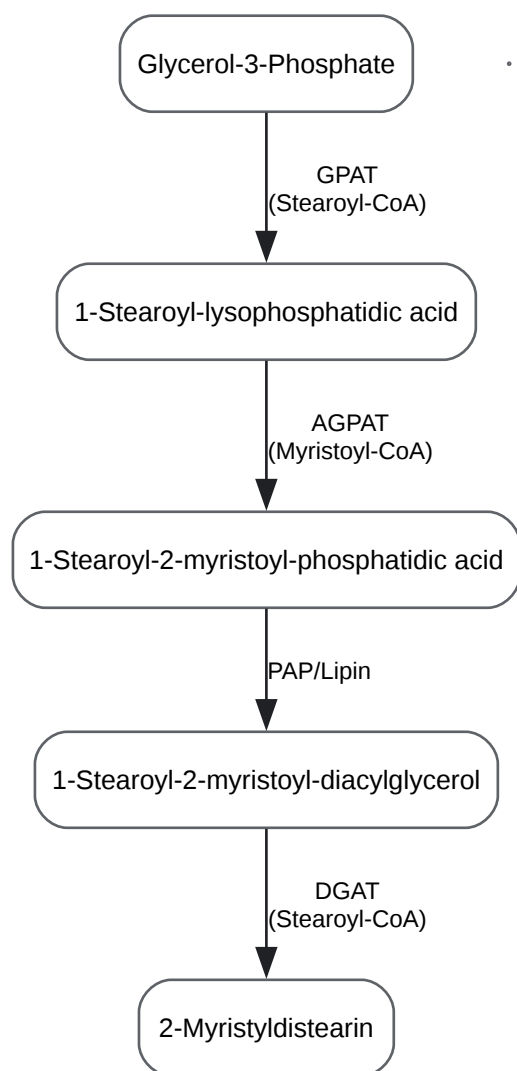 Glycerol-3-Phosphate
GPAT
(Stearoyl-CoA)
1-Stearoyl-lysophosphatidic acid
AGPAT
(Myristoyl-CoA)
1-Stearoyl-2-myristoyl-phosphatidic acid
PAP/Lipin
1-Stearoyl-2-myristoyl-diacylglycerol
DGAT
(Stearoyl-CoA)
2-Myristyldistearin